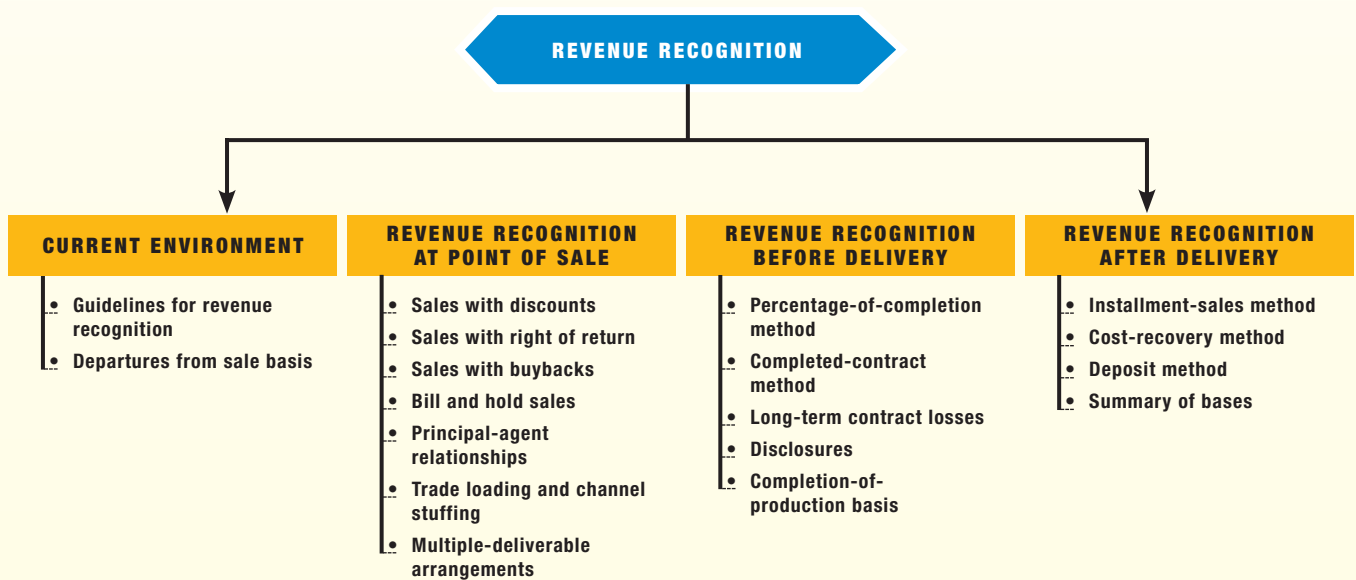 REVENUE RECOGNITION
CURRENT ENVIRONMENT
• Guidelines for revenue
recognition
• Departures from sale basis
REVENUE RECOGNITION
AT POINT OF SALE
• Sales with discounts
• Sales with right of return
• Sales with buybacks
• Bill and hold sales
• Principal-agent
relationships
• Trade loading and channel
stuffing
• Multiple-deliverable
arrangements
REVENUE RECOGNITION
BEFORE DELIVERY
• Percentage-of-completion
method
• Completed-contract
method
• Long-term contract losses
• Disclosures
• Completion-of-
production basis
REVENUE RECOGNITION
AFTER DELIVERY
• Installment-sales method
• Cost-recovery method
• Deposit method
• Summary of bases